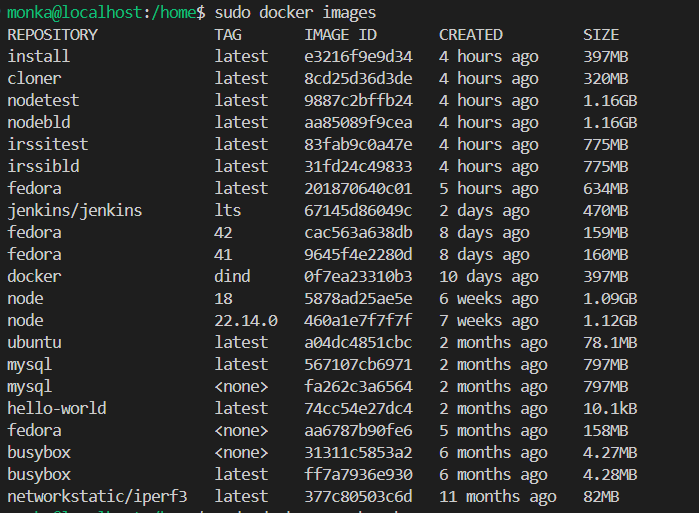 monka@localhost:/home$ sudo docker images
REPOSITORY TAG IMAGE ID CREATED SIZE
install latest e3216f9e9d34 4 hours ago 397MB
cloner latest 8cd25d36d3de 4 hours ago 320MB
nodetest latest 9887c2bffb24 4 hours ago 1.16GB
nodebld latest aa85089f9cea 4 hours ago 1.16GB
irssitest latest 83fab9c0a47e 4 hours ago 775MB
irssibld latest 31fd24c49833 4 hours ago 775MB
fedora latest 201870640c01 5 hours ago 634MB
jenkins/jenkins lts 67145d86049c 2 days ago 470MB
fedora 42 cac563a638db 8 days ago 159MB
fedora 41 9645f4e2280d 8 days ago 160MB
docker dind 0f7ea23310b3 10 days ago 397MB
node 18 5878ad25ae5e 6 weeks ago 1.09GB
node 22.14.0 460a1e7f7f7f 7 weeks ago 1.12GB
ubuntu latest a04dc4851cbc 2 months ago 78.1MB
mysql latest 567107cb6971 2 months ago 797MB
mysql <none> fa262c3a6564 2 months ago 797MB
hello-world latest 74cc54e27dc4 2 months ago 10.1kB
fedora <none> aa6787b90fe6 5 months ago 158MB
busybox <none> 31311c5853a2 6 months ago 4.27MB
busybox latest ff7a7936e930 6 months ago 4.28MB
networkstatic/iperf3 latest 377c80503c6d 11 months ago 82MB